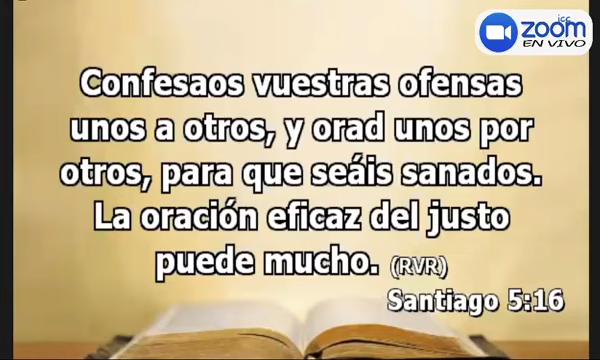 icc
zoom
EN VIVO
Confesaos vuestras ofensas
unos a otros, y orad unos por
otros, para que seáis sanados.
La oración eficaz del justo
puede mucho. (RVR)
Santiago 5:16